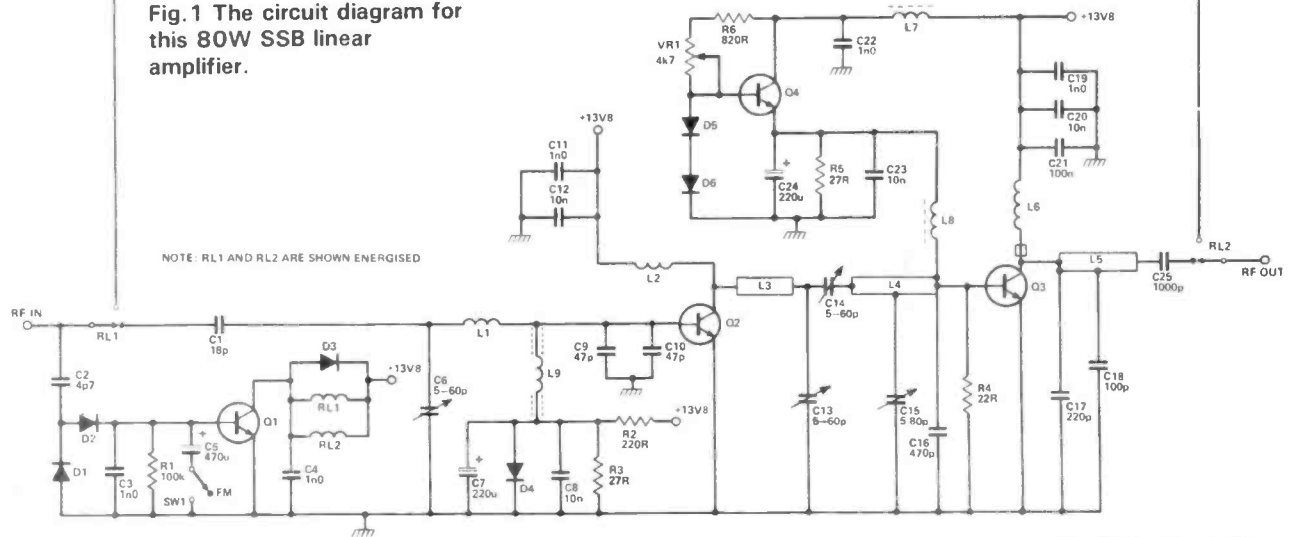 Fig.1 The circuit diagram for
this 80W SSB linear
amplifier.
R6
820R
VR1
4k7
L7
+13V8
C22
1n0
Q4
C19
1n0
C20
10n
C21
100n
D5
D6
C24
220u
+
R5
27R
C23
10n
L8
L6
+13V8
C11
1n0
C12
10n
NOTE: RL1 AND RL2 ARE SHOWN ENERGISED
L2
RL2
RF OUT
L5
C25
1000p
RF IN
RL1
C1
18p
L1
Q2
L3
C14
5-60p
L4
Q3
C2
4p7
D3
+13V8
RL1
RL2
C6
5-60p
L9
C9
47p
C10
47p
C13
5-60p
C15
5 80p
R4
22R
C17
220p
C18
100p
C16
470p
D2
Q1
R2
220R
+13V8
D1
C3
1n0
R1
100k
+
C5
470u
FM
SW1
C4
1n0
+
C7
220u
D4
C8
10n
R3
27R